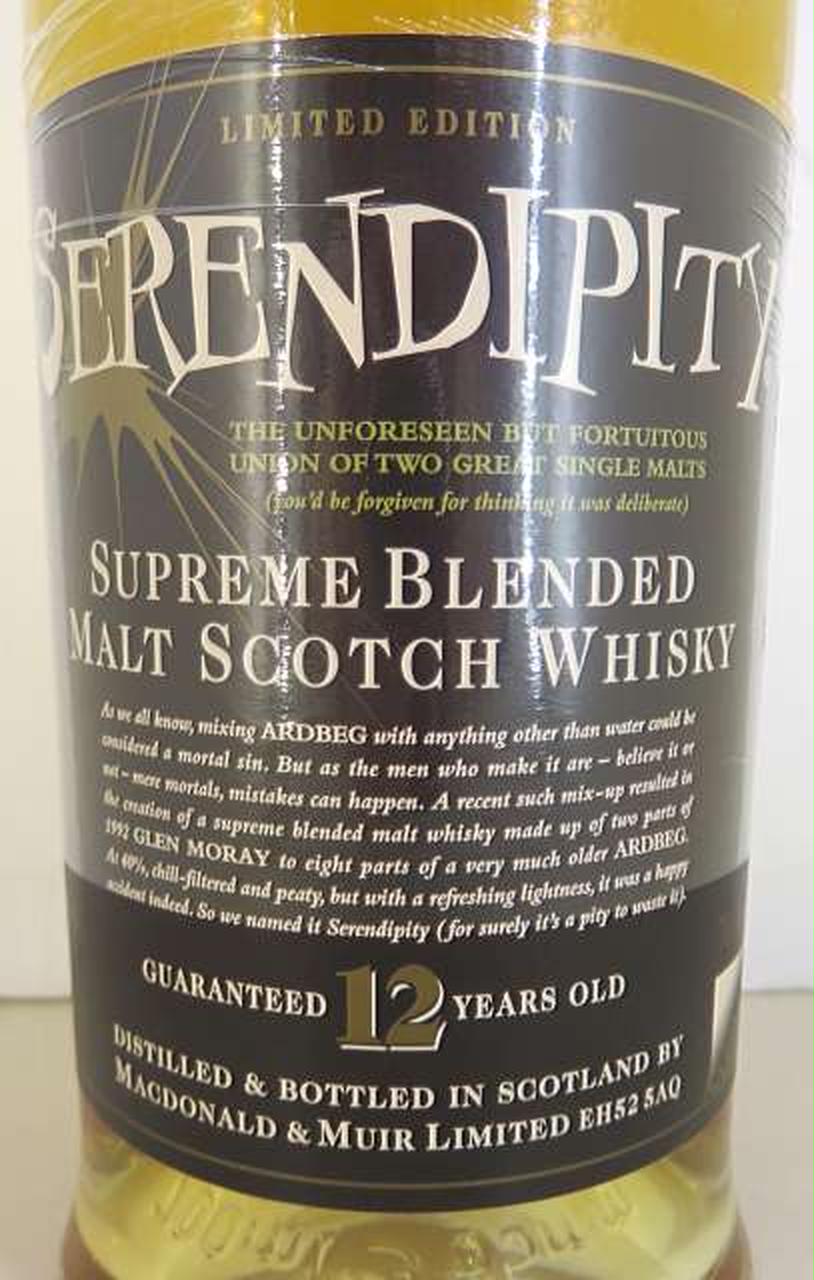 LIMITED EDITION
SERENDIPITY
THE UNFORESEEN BUT FORTUITOUS
UNION OF TWO GREAT SINGLE MALTS
(you'd be forgiven for thinking it was deliberate)
SUPREME BLENDED
MALT SCOTCH WHISKY
As we all know, mixing ARDBEG with anything other than water could be
considered a mortal sin. But as the men who make it are – believe it or
not – mere mortals, mistakes can happen. A recent such mix-up resulted in
the creation of a supreme blended malt whisky made up of two parts of
1992 GLEN MORAY to eight parts of a very much older ARDBEG.
At 40%, chill-filtered and peaty, but with a refreshing lightness, it was a happy
accident indeed. So we named it Serendipity (for surely it's a pity to waste it).
GUARANTEED 12 YEARS OLD
DISTILLED & BOTTLED IN SCOTLAND BY
MACDONALD & MUIR LIMITED EH52 5AQ